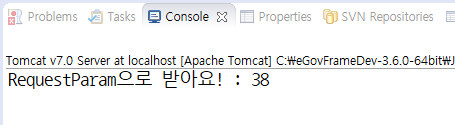 Problems Tasks Console Properties SVN Repositories
Tomcat v7.0 Server at localhost [Apache Tomcat] C:₩eGovFrameDev-3.6.0-64bit₩J
RequestParam으로 받아요! : 38